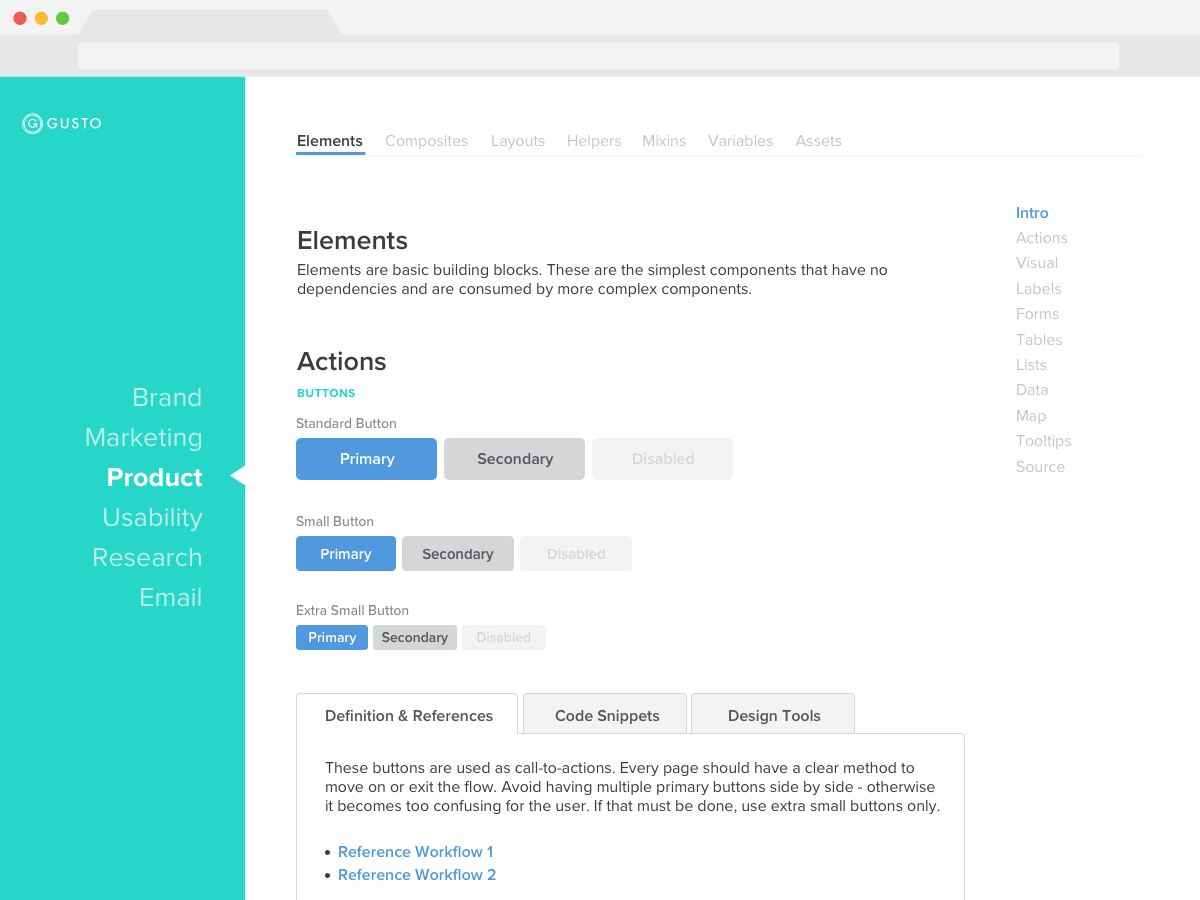 GUSTO
Brand
Marketing
Product
Usability
Research
Email
Elements Composites Layouts Helpers Mixins Variables Assets
Elements
Elements are basic building blocks. These are the simplest components that have no
dependencies and are consumed by more complex components.
Actions
BUTTONS
Standard Button
Primary Secondary Disabled
Small Button
Primary Secondary Disabled
Extra Small Button
Primary Secondary Disabled
Definition & References Code Snippets Design Tools
These buttons are used as call-to-actions. Every page should have a clear method to
move on or exit the flow. Avoid having multiple primary buttons side by side - otherwise
it becomes too confusing for the user. If that must be done, use extra small buttons only.
• Reference Workflow 1
• Reference Workflow 2
Intro
Actions
Visual
Labels
Forms
Tables
Lists
Data
Map
Tooltips
Source